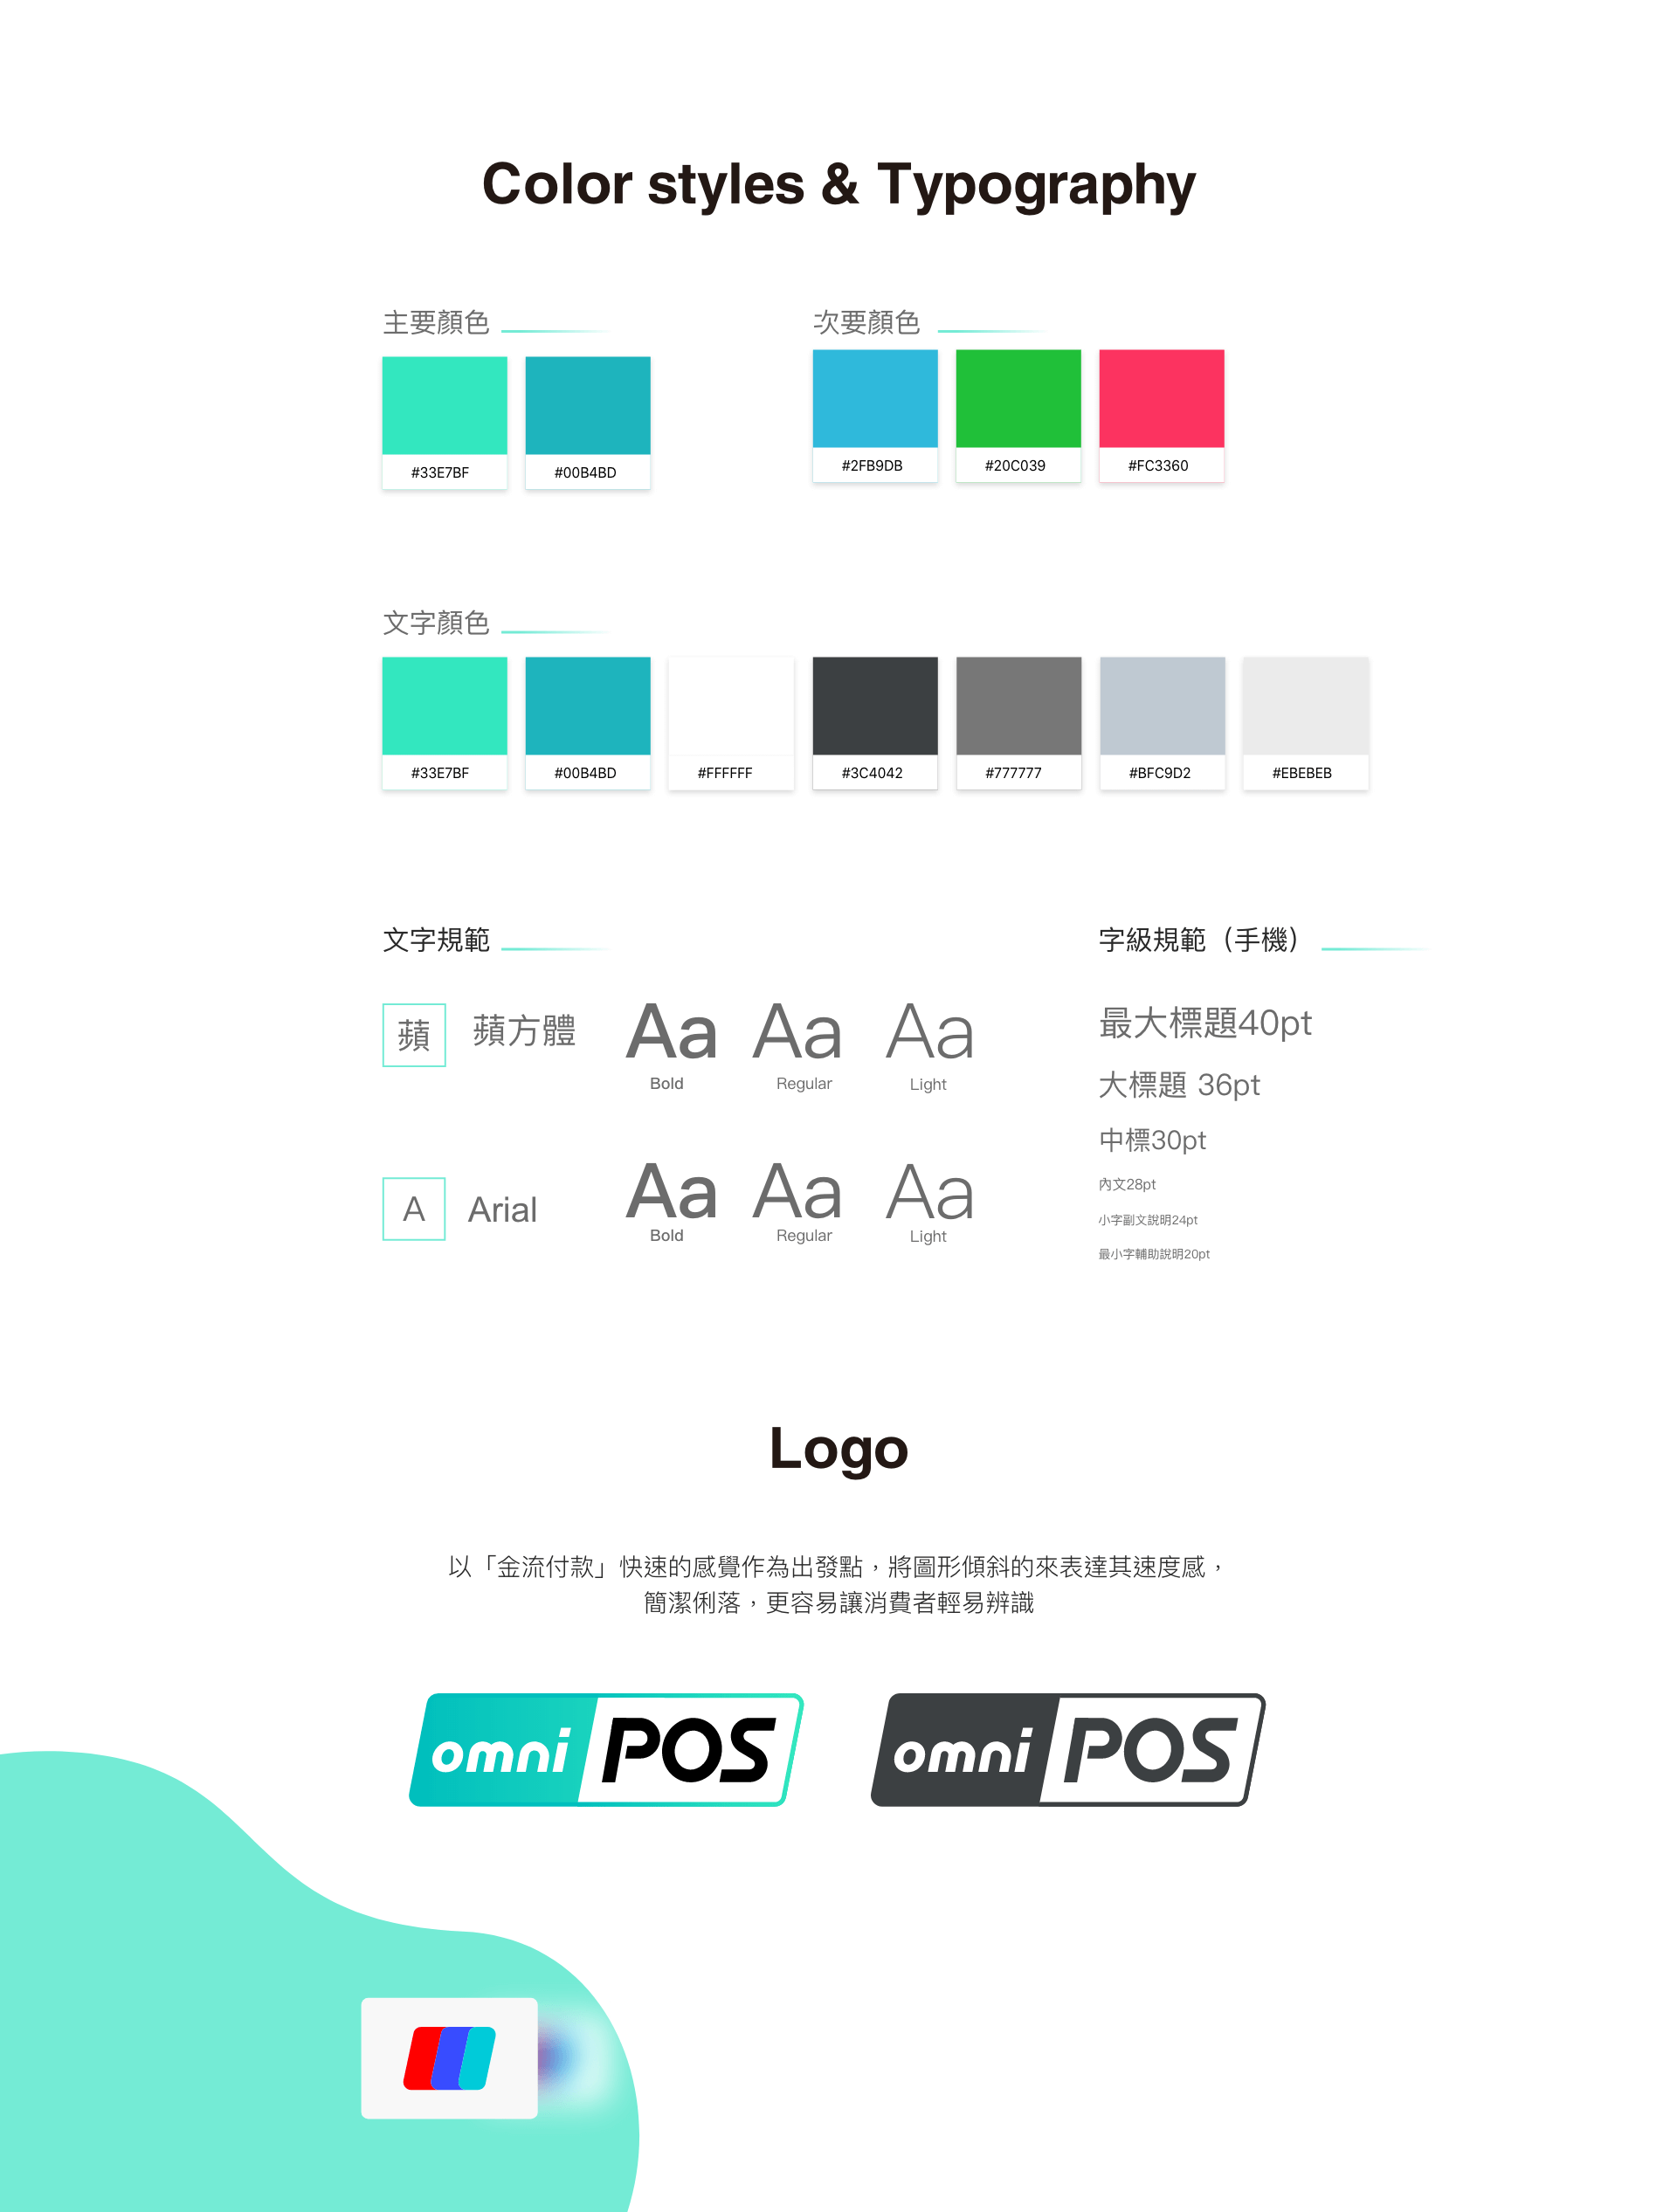 Color styles & Typography
主要顏色
次要顏色
#33E7BF
#00B4BD
#2FB9DB
#20C039
#FC3360
文字顏色
#33E7BF
#00B4BD
#FFFFFF
#3C4042
#777777
#BFC9D2
#EBEBEB
文字規範
字級規範（手機）
蘋
蘋方體
Aa
Aa
Aa
Bold
Regular
Light
A
Arial
Aa
Aa
Aa
Bold
Regular
Light
最大標題40pt
大標題 36pt
中標30pt
內文28pt
小字副文說明24pt
最小字輔助說明20pt
Logo
以「金流付款」快速的感覺作為出發點，將圖形傾斜的來表達其速度感，
簡潔俐落，更容易讓消費者輕易辨識
omni POS
omni POS